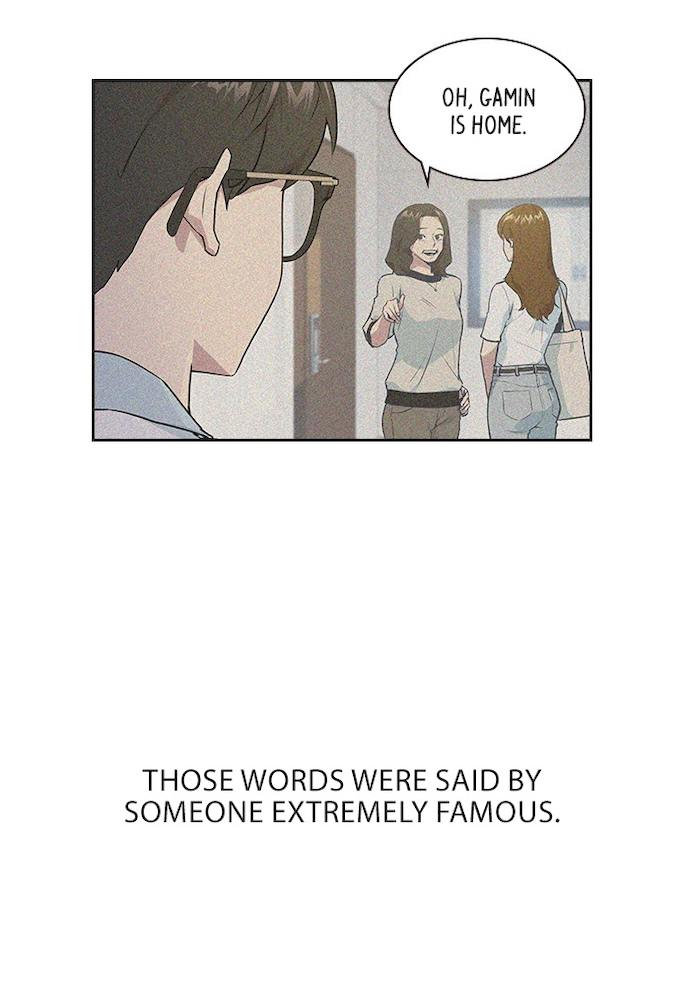 OH, GAMIN
IS HOME.
THOSE WORDS WERE SAID BY
SOMEONE EXTREMELY FAMOUS.